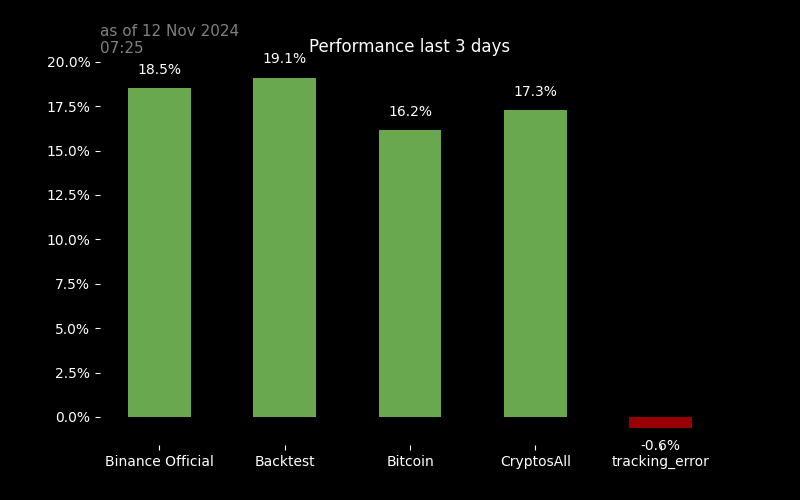 as of 12 Nov 2024
07:25
Performance last 3 days
20.0%
17.5%
15.0%
12.5%
10.0%
7.5%
5.0%
2.5%
0.0%
18.5%
19.1%
16.2%
17.3%
-0.6%
Binance Official
Backtest
Bitcoin
CryptosAll
tracking_error